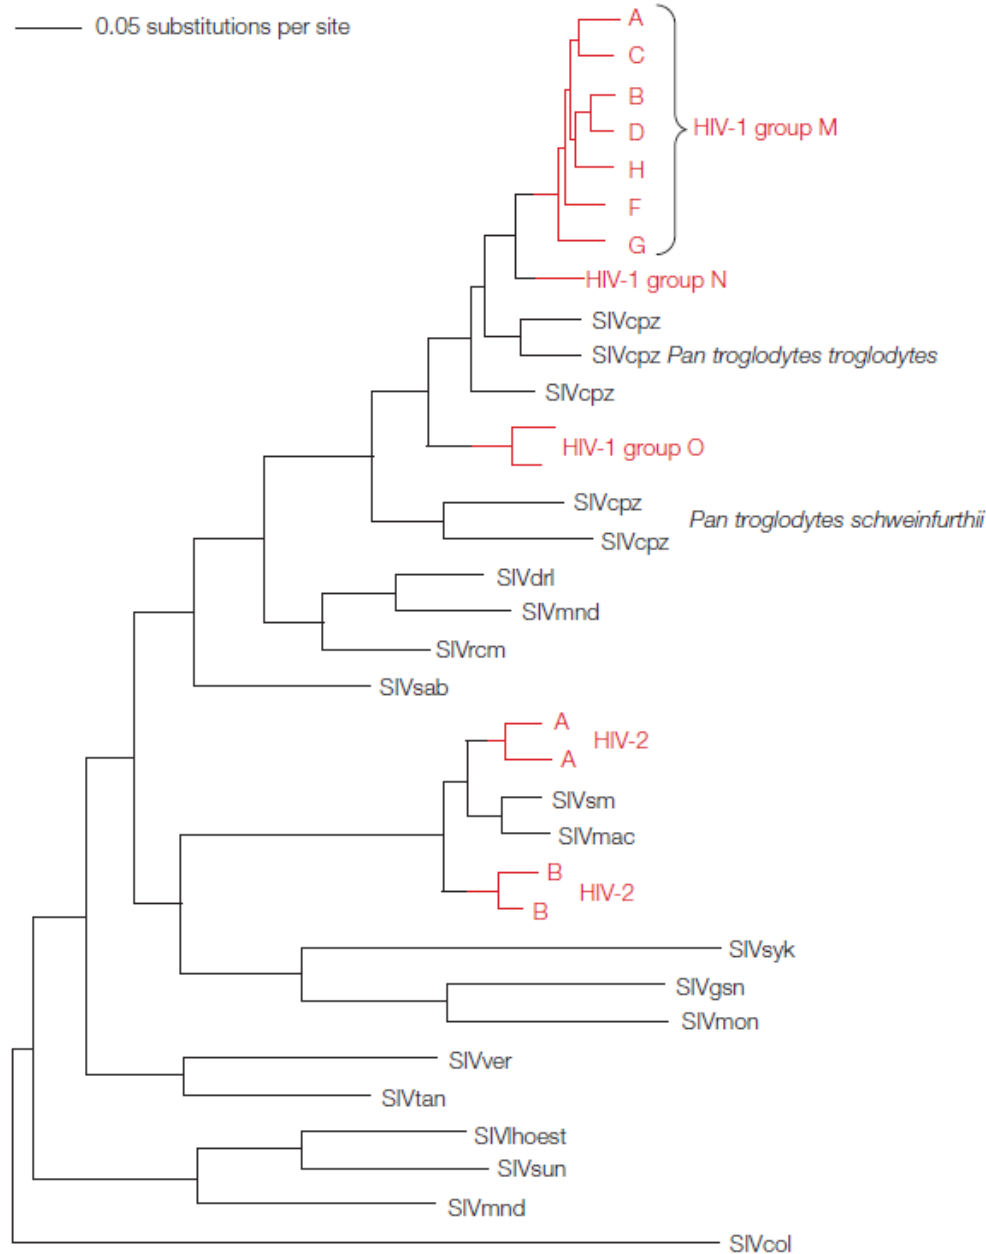 0.05 substitutions per site
A
C
B
D
HIV-1 group M
H
F
G
HIV-1 group N
SIVcpz
SIVcpz Pan troglodytes troglodytes
SIVcpz
HIV-1 group O
SIVcpz
Pan troglodytes schweinfurthii
SIVcpz
SIVdrl
SIVmnd
SIVrcm
SIVsab
A
HIV-2
A
SIVsm
SIVmac
B
HIV-2
B
SIVsyk
SIVgsn
SIVmon
SIVver
SIVtan
SIVlhoest
SIVsun
SIVmnd
SIVcol